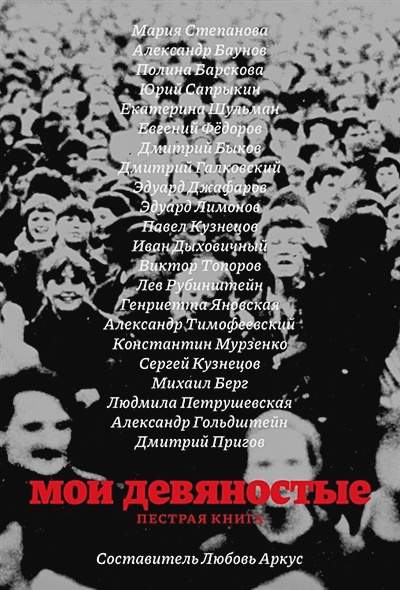 Мария Степанова
Александр Баунов
Полина Барскова
Юрий Сапрыкин
Екатерина Шульман
Евгений Фёдоров
Дмитрий Быков
Дмитрий Галковский
Эдуард Джафаров
Эдуард Лимонов
Павел Кузнецов
Иван Дыховичный
Виктор Топоров
Лев Рубинштейн
Генриетта Яновская
Александр Тимофеевский
Константин Мурзенко
Сергей Кузнецов
Михаил Берг
Людмила Петрушевская
Александр Гольдштейн
Дмитрий Пригов
мои девяностые
ПЕСТРАЯ КНИГА
Составитель Любовь Аркус